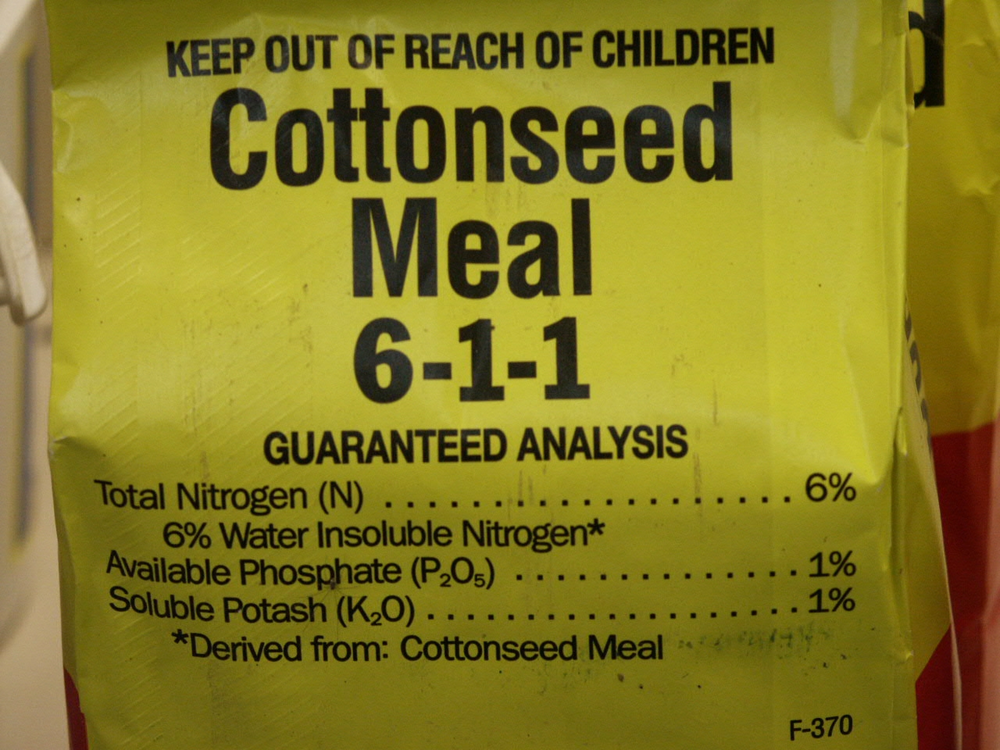 KEEP OUT OF REACH OF CHILDREN
Cottonseed
Meal
6-1-1
GUARANTEED ANALYSIS
Total Nitrogen (N) . . . . . . . . . . . . . . . . . . . 6%
6% Water Insoluble Nitrogen*
Available Phosphate (P₂O₅) . . . . . . . . . . . . . . 1%
Soluble Potash (K₂O) . . . . . . . . . . . . . . . . . . 1%
*Derived from: Cottonseed Meal
F-370
d